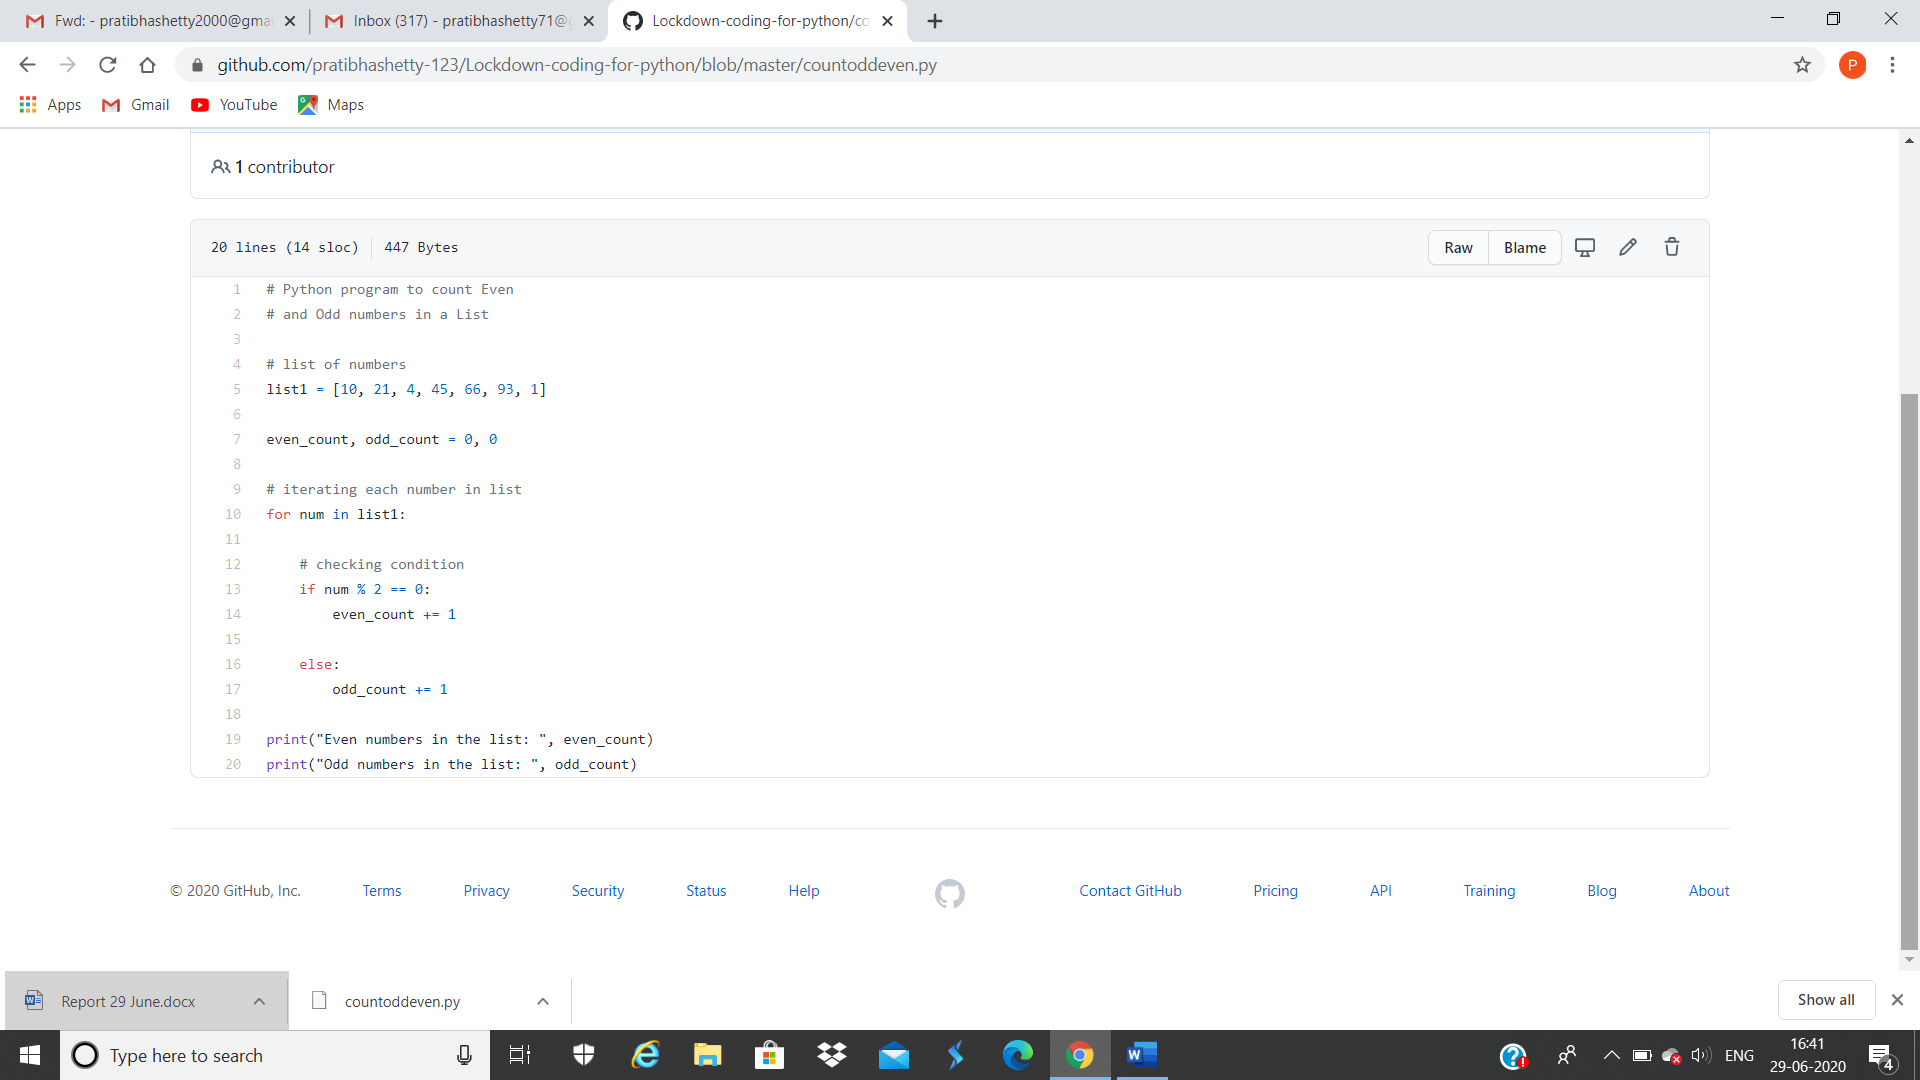 Fwd: - pratibhashetty2000@gmai
Inbox (317) - pratibhashetty71@g
Lockdown-coding-for-python/co
github.com/pratibhashetty-123/Lockdown-coding-for-python/blob/master/countoddeven.py
P
Apps
Gmail
YouTube
Maps
1 contributor
20 lines (14 sloc)
447 Bytes
Raw
Blame
1 # Python program to count Even
2 # and Odd numbers in a List
3
4 # list of numbers
5 list1 = [10, 21, 4, 45, 66, 93, 1]
6
7 even_count, odd_count = 0, 0
8
9 # iterating each number in list
10 for num in list1:
11
12     # checking condition
13     if num % 2 == 0:
14         even_count += 1
15
16     else:
17         odd_count += 1
18
19 print("Even numbers in the list: ", even_count)
20 print("Odd numbers in the list: ", odd_count)
© 2020 GitHub, Inc.
Terms
Privacy
Security
Status
Help
Contact GitHub
Pricing
API
Training
Blog
About
Report 29 June.docx
countoddeven.py
Show all
Type here to search
ENG
16:41
29-06-2020
4